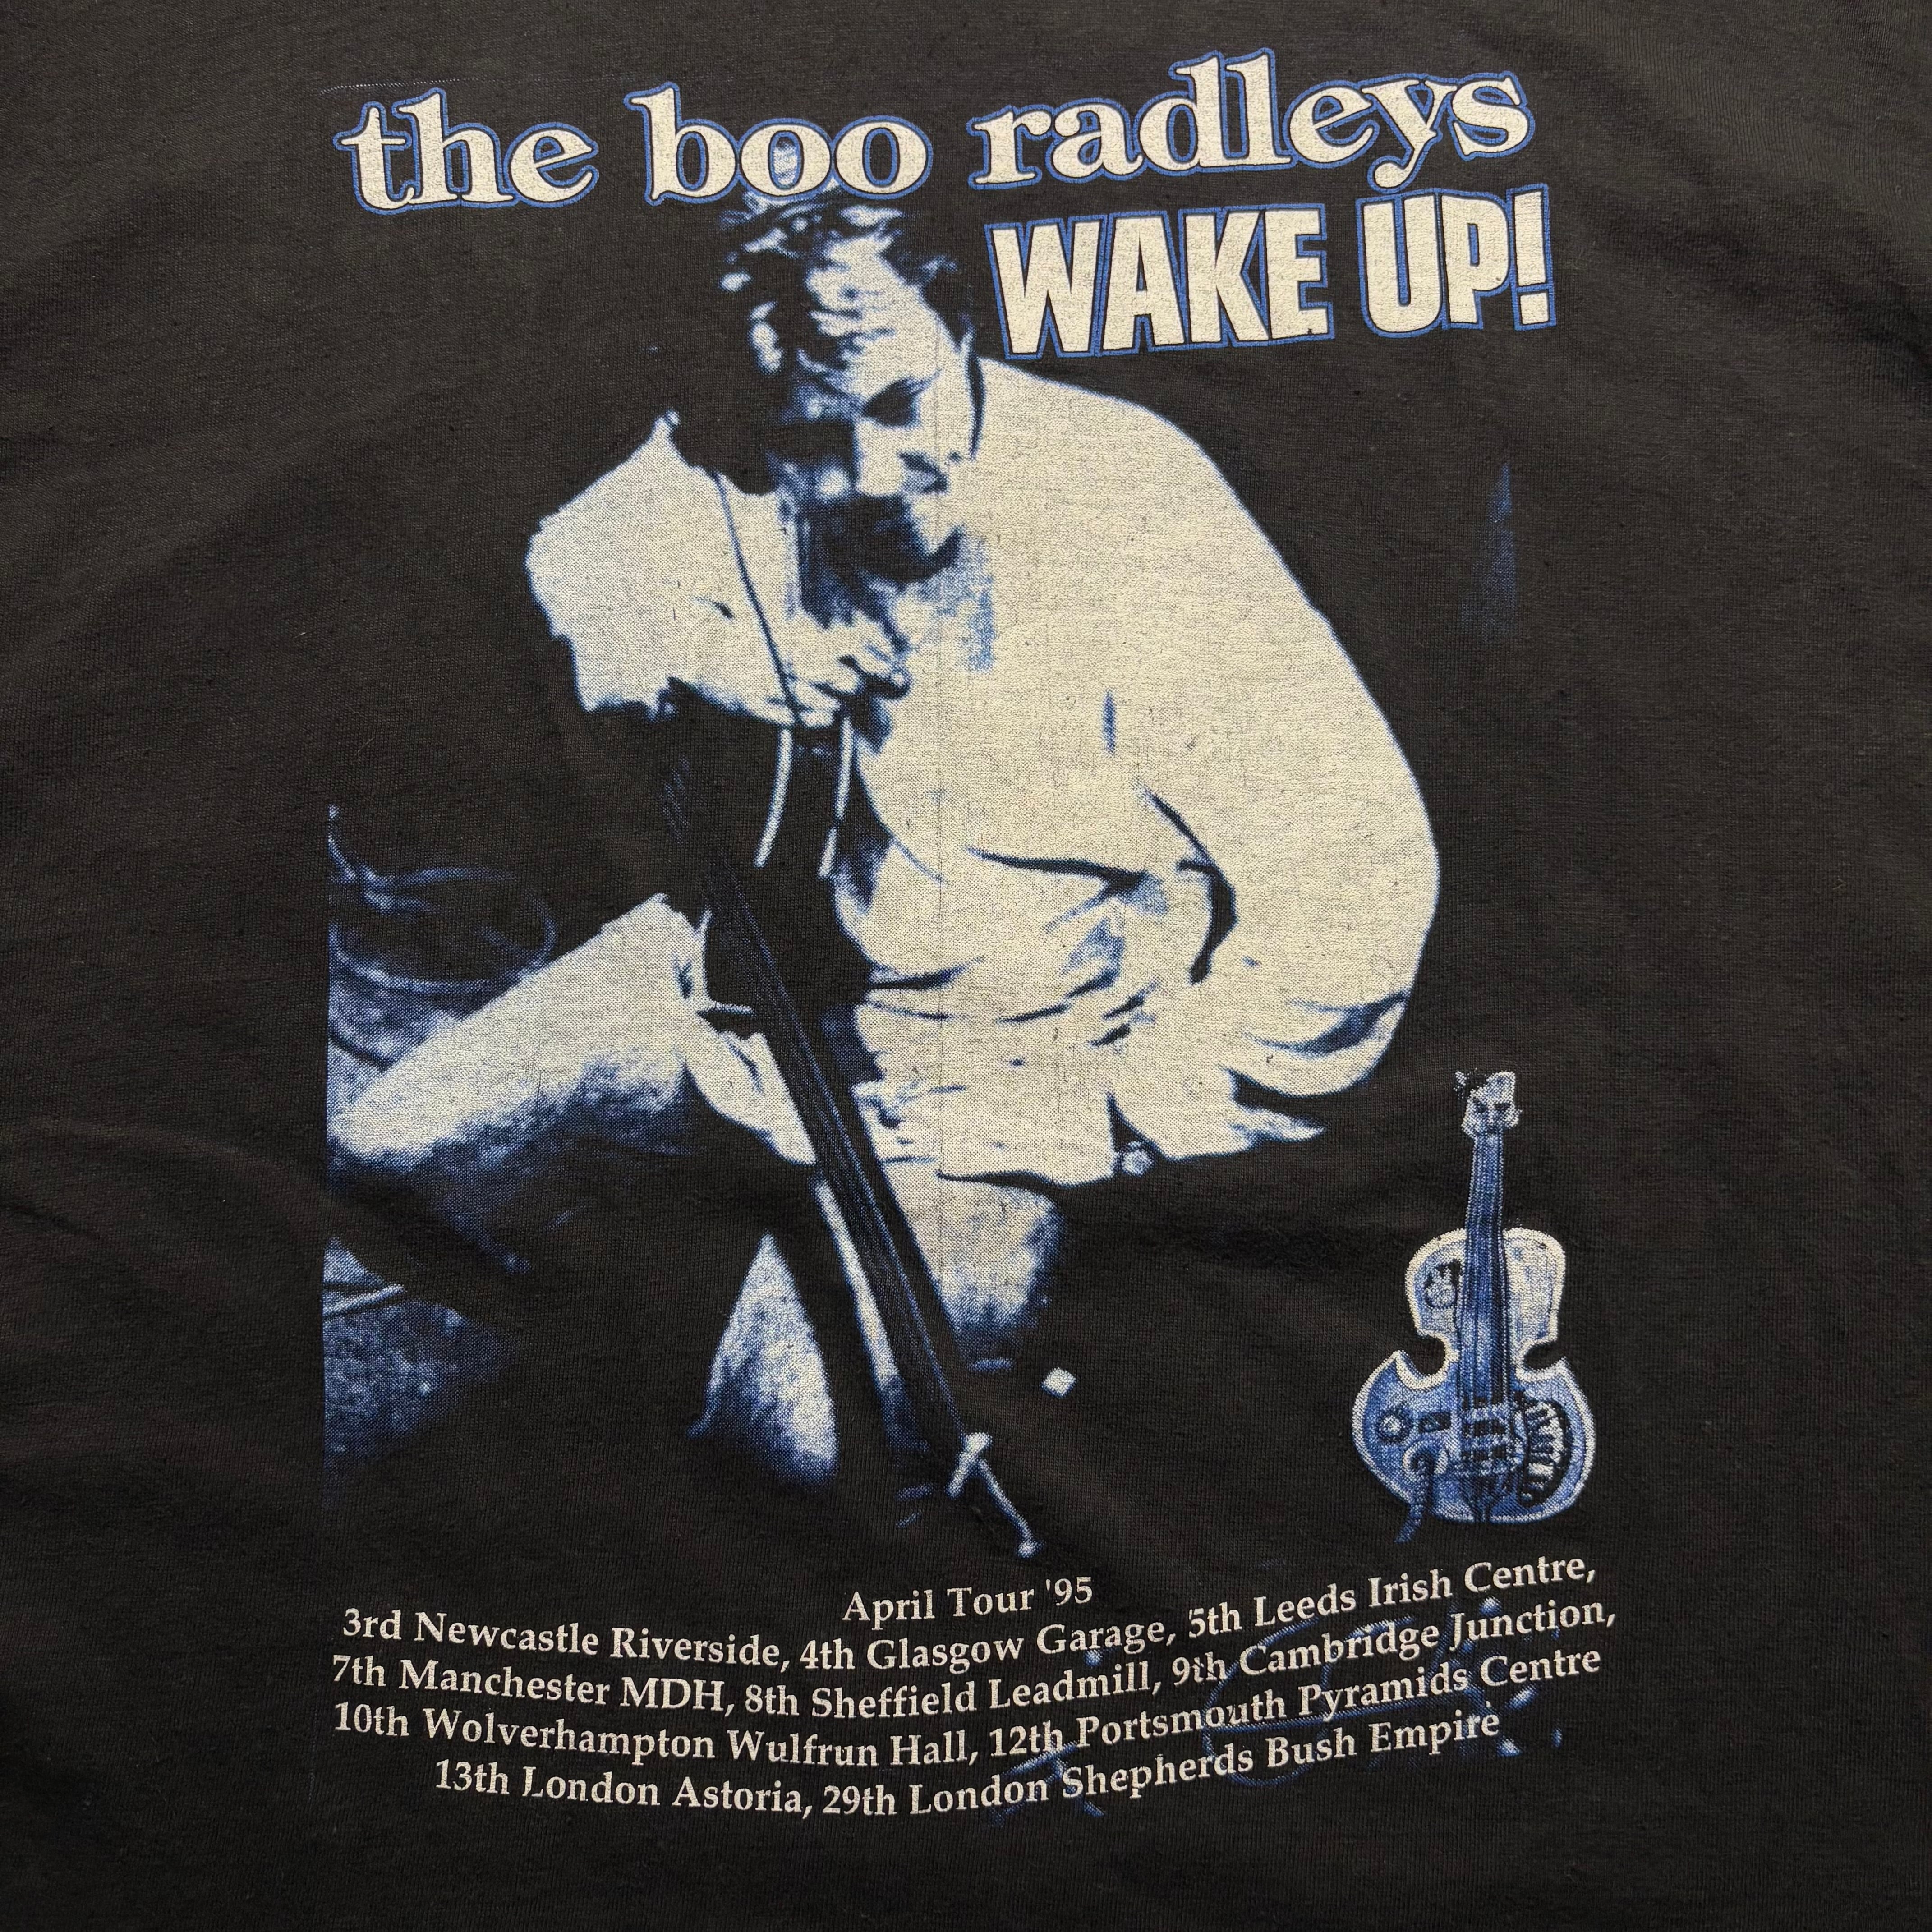 the boo radleys
WAKE UP!
April Tour '95
3rd Newcastle Riverside, 4th Glasgow Garage, 5th Leeds Irish Centre,
7th Manchester MDH, 8th Sheffield Leadmill, 9th Cambridge Junction,
10th Wolverhampton Wulfrun Hall, 12th Portsmouth Pyramids Centre
13th London Astoria, 29th London Shepherds Bush Empire